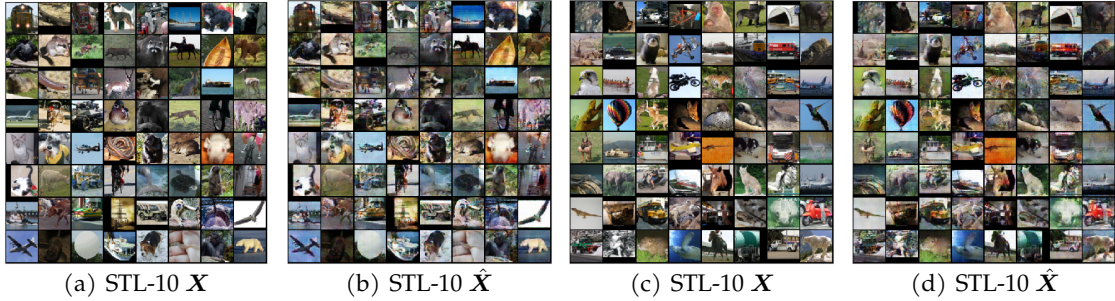 (a) STL-10 X
(b) STL-10 X̂
(c) STL-10 X
(d) STL-10 X̂